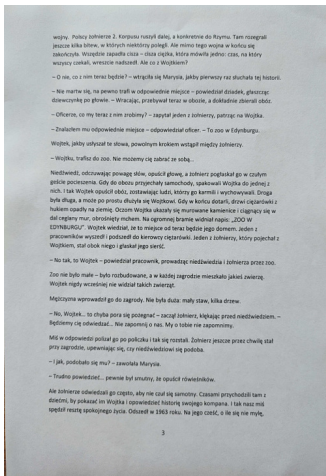 wojny. Polscy żołnierze 2. Korpusu ruszyli dalej, a konkretnie do Rzymu. Tam rozegrali
jeszcze kilka bitew, w których niektórzy polegli. Ale mimo tego wojna w końcu się
zakończyła. Wszędzie zapadła cisza – cisza ciężka, która mówiła jedno: czas, na który
wszyscy czekali, wreszcie nadszedł. Ale co z Wojtkiem?
– O nie, co z nim teraz będzie? – wtrąciła się Marysia, jakby pierwszy raz słuchała tej historii.
– Nie martw się, na pewno trafi w odpowiednie miejsce – powiedział dziadek, głaszcząc
dziewczynkę po głowie. – Wracając, przebywał teraz w obozie, a dokładnie zbierali obóz.
– Oficerze, co my teraz z nim zrobimy? – zapytał jeden z żołnierzy, patrząc na Wojtka.
– Znalazłem mu odpowiednie miejsce – odpowiedział oficer. – To zoo w Edynburgu.
Wojtek, jakby usłyszał te słowa, powolnym krokiem wstąpił między żołnierzy.
– Wojtku, trafisz do zoo. Nie możemy cię zabrać ze sobą...
Niedźwiedź, odczuwając powagę słów, opuścił głowę, a żołnierz pogłaskał go w czułym
geście pocieszenia. Gdy do obozu przyjechały samochody, spakowali Wojtka do jednej z
nich. I tak Wojtek opuścił obóz, zostawiając ludzi, którzy go karmili i wychowywali. Droga
była długa, a może po prostu dłużyła się Wojtkowi. Gdy w końcu dotarli, drzwi ciężarówki z
hukiem opadły na ziemię. Oczom Wojtka ukazały się murowane kamienice i ciągnący się w
dal ceglany mur, obrośnięty mchem. Na ogromnej bramie widniał napis: „ZOO W
EDYNBURGU”. Wojtek wiedział, że to miejsce od teraz będzie jego domem. Jeden z
pracowników wyszedł i podszedł do kierowcy ciężarówki. Jeden z żołnierzy, który pojechał z
Wojtkiem, stał obok niego i głaskał jego sierść.
– No tak, to Wojtek – powiedział pracownik, prowadząc niedźwiedzia i żołnierza przez zoo.
Zoo nie było małe – było rozbudowane, a w każdej zagrodzie mieszkało jakieś zwierzę.
Wojtek nigdy wcześniej nie widział takich zwierząt.
Mężczyzna wprowadził go do zagrody. Nie była duża: mały staw, kilka drzew.
– No, Wojtek... to chyba pora się pożegnać – zaczął żołnierz, klękając przed niedźwiedziem. –
Będziemy cię odwiedzać... Nie zapomnij o nas. My o tobie nie zapomnimy.
Miś w odpowiedzi polizał go po policzku i tak się rozstali. Żołnierz jeszcze przez chwilę stał
przy zagrodzie, upewniając się, czy niedźwiedziowi się podoba.
– I jak, podobało się mu? – zawołała Marysia.
– Trudno powiedzieć... pewnie był smutny, że opuścił rówieśników.
Ale żołnierze odwiedzali go często, aby nie czuł się samotny. Czasami przychodzili tam z
dziećmi, by pokazać im Wojtka i opowiedzieć historię swojego kompana. I tak nasz miś
spędził resztę spokojnego życia. Odszedł w 1963 roku. Na jego cześć, o ile się nie mylę,
3